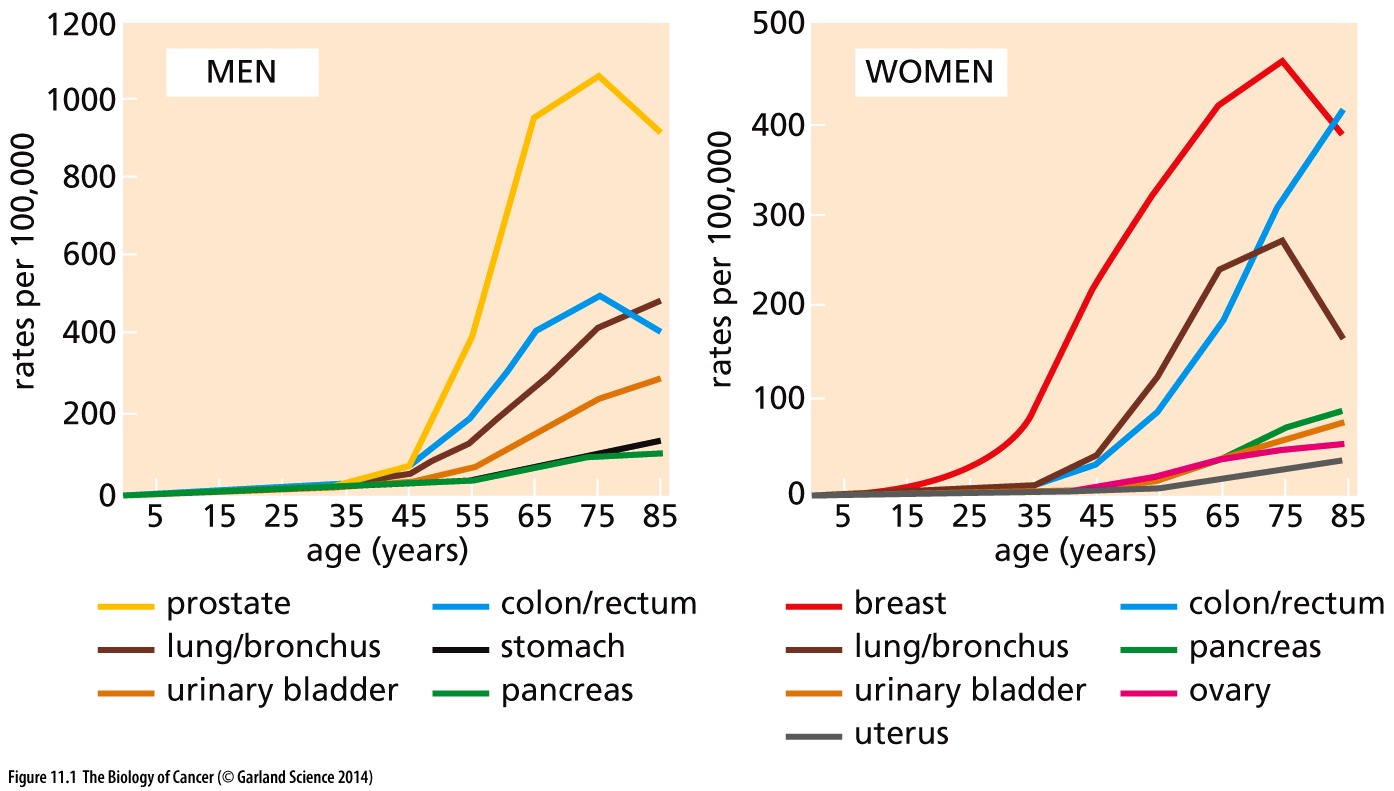 MEN
1200
1000
800
600
400
200
0
rates per 100,000
5 15 25 35 45 55 65 75 85
age (years)
prostate
lung/bronchus
urinary bladder
colon/rectum
stomach
pancreas
WOMEN
500
400
300
200
100
0
rates per 100,000
5 15 25 35 45 55 65 75 85
age (years)
breast
lung/bronchus
urinary bladder
uterus
colon/rectum
pancreas
ovary
Figure 11.1 The Biology of Cancer (© Garland Science 2014)